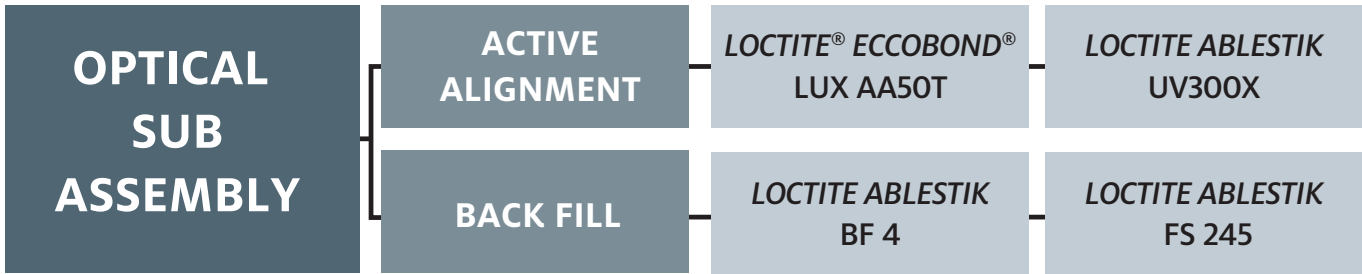 OPTICAL
SUB
ASSEMBLY
ACTIVE
ALIGNMENT
LOCTITE® ECCOBOND®
LUX AA50T
LOCTITE ABLESTIK
UV300X
BACK FILL
LOCTITE ABLESTIK
BF 4
LOCTITE ABLESTIK
FS 245